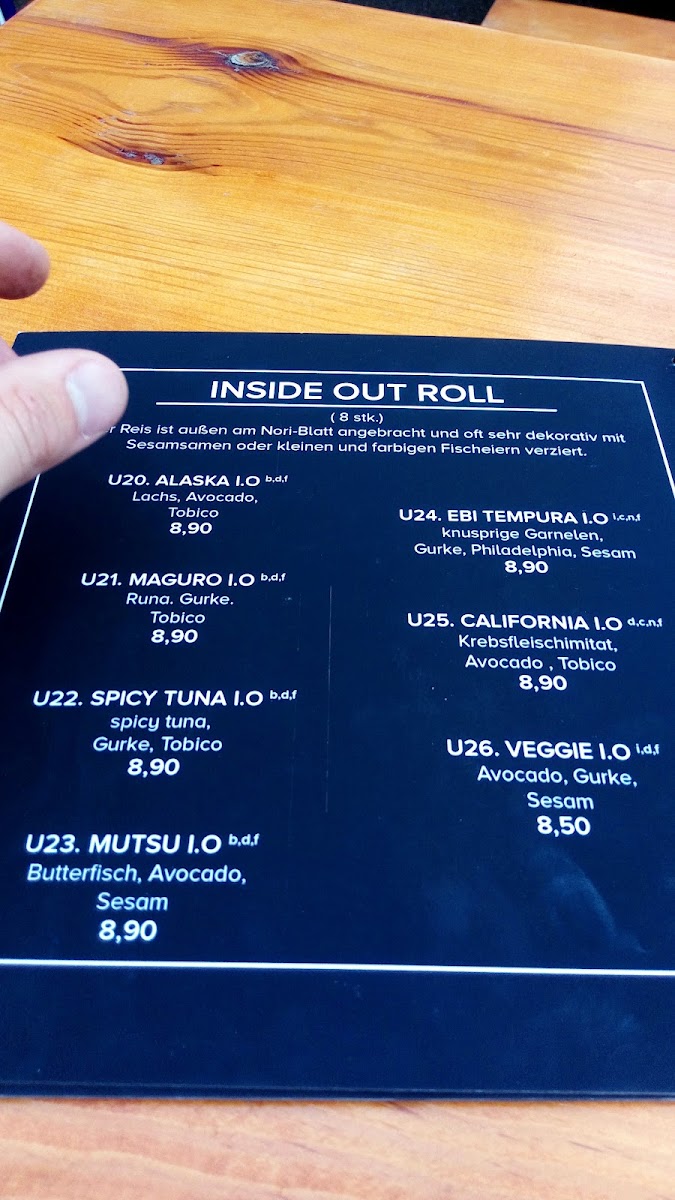 INSIDE OUT ROLL
( 8 stk.)
Reis ist außen am Nori-Blatt angebracht und oft sehr dekorativ mit
Sesamsamen oder kleinen und farbigen Fischeiern verziert.
U20. ALASKA I.O b,d,f
Lachs, Avocado,
Tobico
8,90
U21. MAGURO I.O b,d,f
Runa. Gurke.
Tobico
8,90
U22. SPICY TUNA I.O b,d,f
spicy tuna,
Gurke, Tobico
8,90
U23. MUTSU I.O b,d,f
Butterfisch, Avocado,
Sesam
8,90
U24. EBI TEMPURA I.O i,c,n,f
knusprige Garnelen,
Gurke, Philadelphia, Sesam
8,90
U25. CALIFORNIA I.O d,c,n,f
Krebsfleischimitat,
Avocado , Tobico
8,90
U26. VEGGIE I.O i,d,f
Avocado, Gurke,
Sesam
8,50